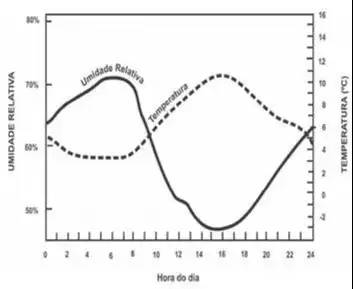 UMIDADE RELATIVA
80%
70%
60%
50%
Umidade Relativa
Temperatura
16
14
12
10
8
6
4
2
0
-2
TEMPERATURA (°C)
0 2 4 6 8 10 12 14 16 18 20 22 24
Hora do dia